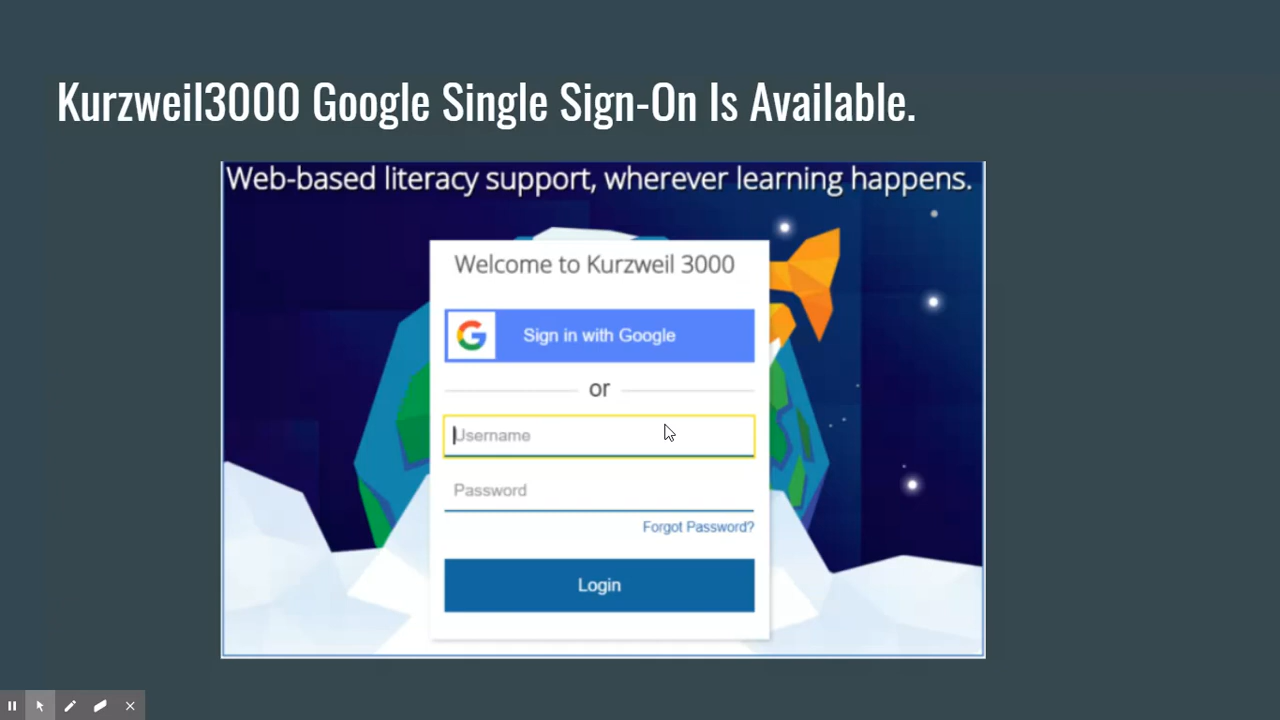 Kurzweil3000 Google Single Sign-On Is Available.
Web-based literacy support, wherever learning happens.
Welcome to Kurzweil 3000
Sign in with Google
or
Username
Password
Forgot Password?
Login